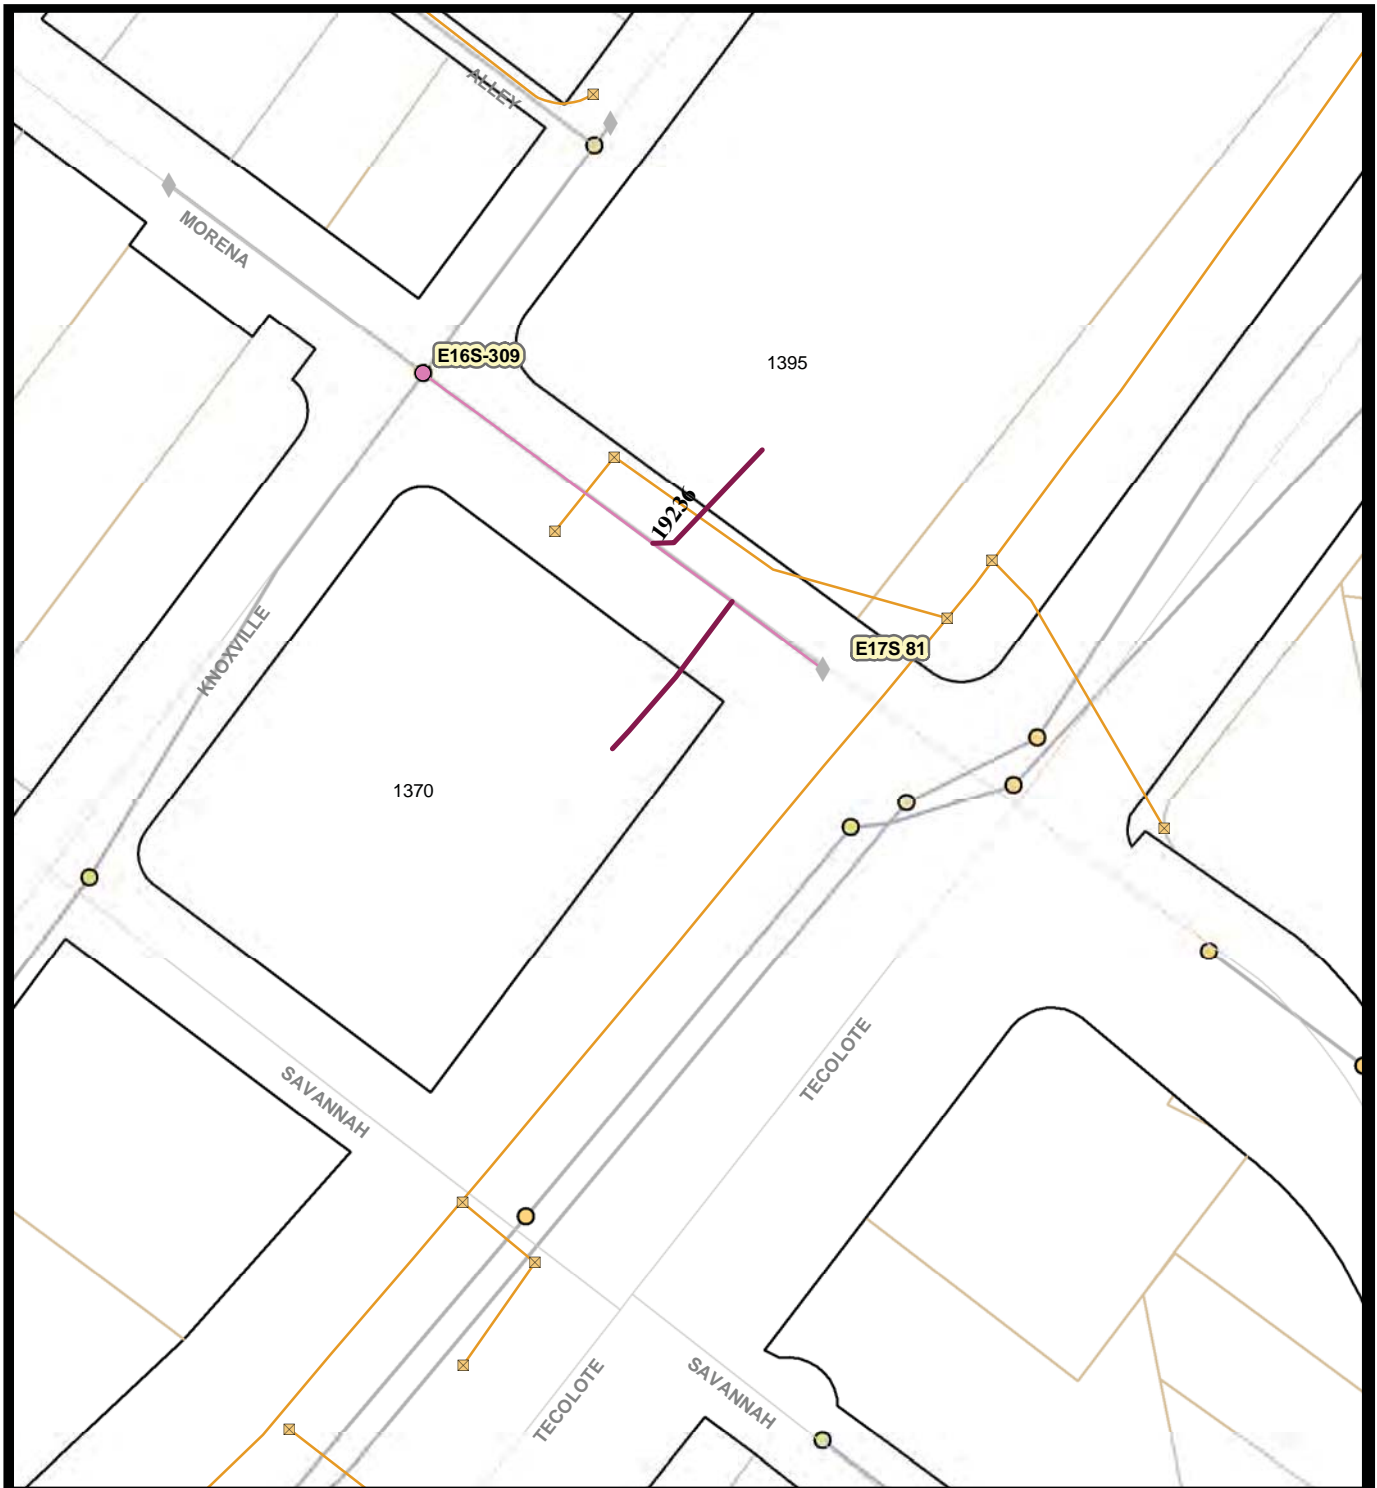 ALLEY
MORENA
E16S-309
1395
19236
KNOXVILLE
E17S 81
1370
TECOLOTE
SAVANNAH
TECOLOTE
SAVANNAH